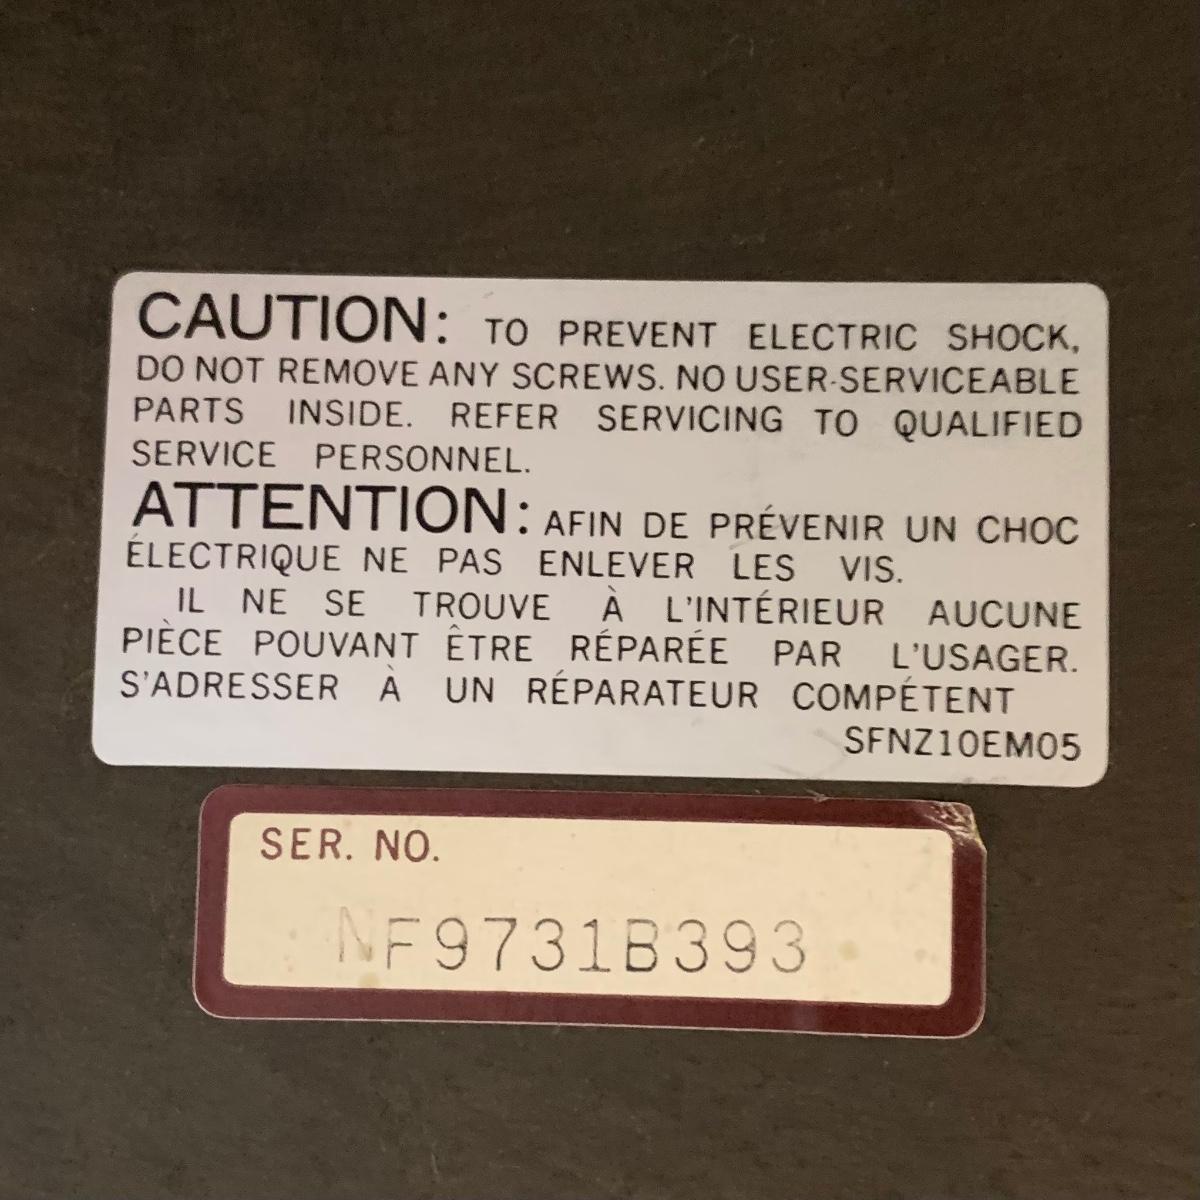 CAUTION: TO PREVENT ELECTRIC SHOCK,
DO NOT REMOVE ANY SCREWS. NO USER-SERVICEABLE
PARTS INSIDE. REFER SERVICING TO QUALIFIED
SERVICE PERSONNEL.
ATTENTION: AFIN DE PRÉVENIR UN CHOC
ÉLECTRIQUE NE PAS ENLEVER LES VIS.
IL NE SE TROUVE À L'INTÉRIEUR AUCUNE
PIÈCE POUVANT ÊTRE RÉPARÉE PAR L'USAGER.
S'ADRESSER À UN RÉPARATEUR COMPÉTENT
SFNZ10EM05
SER. NO.
NF9731B393